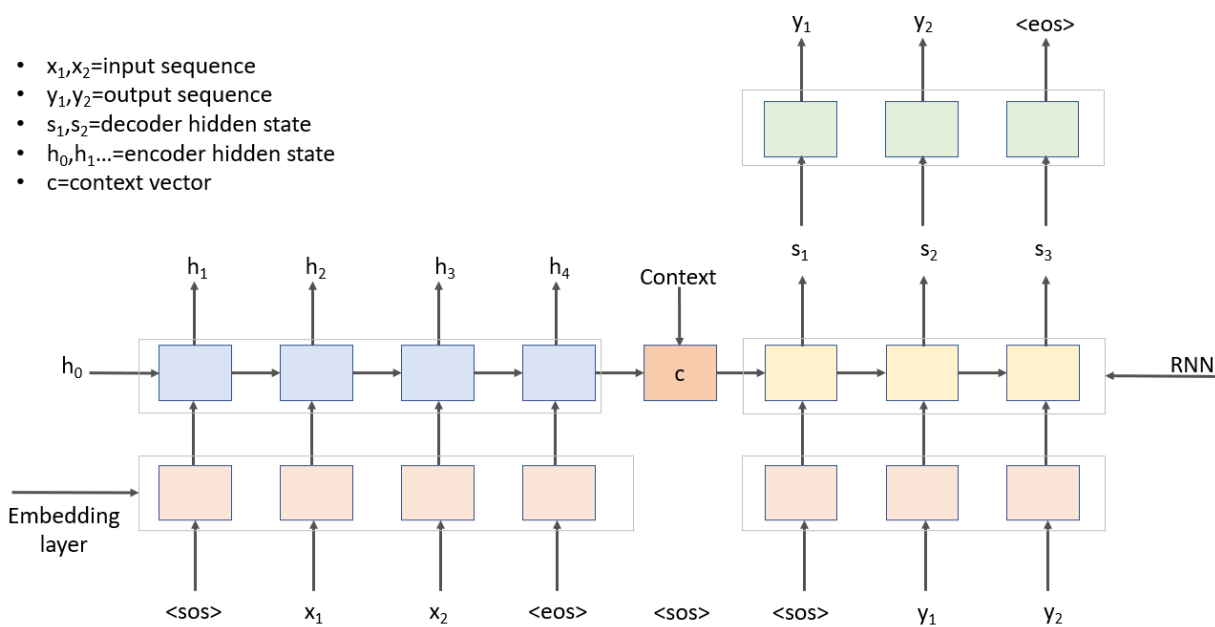 y₁ y₂ <eos>
• x₁,x₂=input sequence
• y₁,y₂=output sequence
• s₁,s₂=decoder hidden state
• h₀,h₁...=encoder hidden state
• c=context vector
s₁ s₂ s₃
h₁ h₂ h₃ h₄ Context
h₀ c RNN
Embedding
layer
<sos> x₁ x₂ <eos> <sos> <sos> y₁ y₂